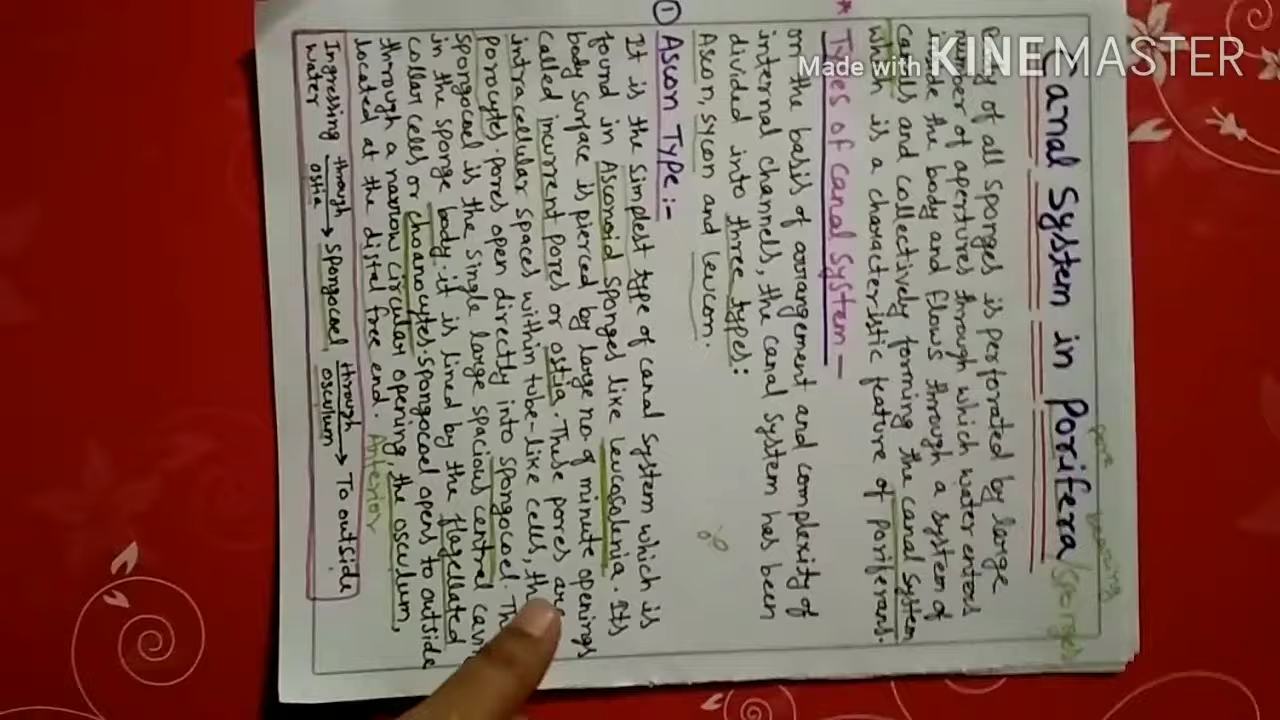 Made with KINEMASTER
Canal System in Porifera/sponges
pore bearing
Body of all sponges is perforated by large
number of apertures through which water enters
inside the body and flows through a system of
canals and collectively forming the canal system
which is a characteristic feature of poriferans.
* Types of canal system -
on the basis of arrangement and complexity of
internal channels, the canal system has been
divided into three types:
Ascon, sycon and leucon.
① Ascon Type:-
It is the simplest type of canal system which is
found in Asconoid sponges like Leucosolenia. Its
body surface is pierced by large no. of minute openings
called incurrent pores or ostia. These pores are
intracellular spaces within tube-like cells, the
porocytes. Pores open directly into spongocoel. The
spongocoel is the single large spacious central cavity
in the sponge body. it is lined by the flagellated
collar cells or choanocytes. Spongocoel opens to outside
through a narrow circular opening, the osculum,
located at the distel free end. Anterior
Ingressing water through ostia → spongocoel through osculum → To outside